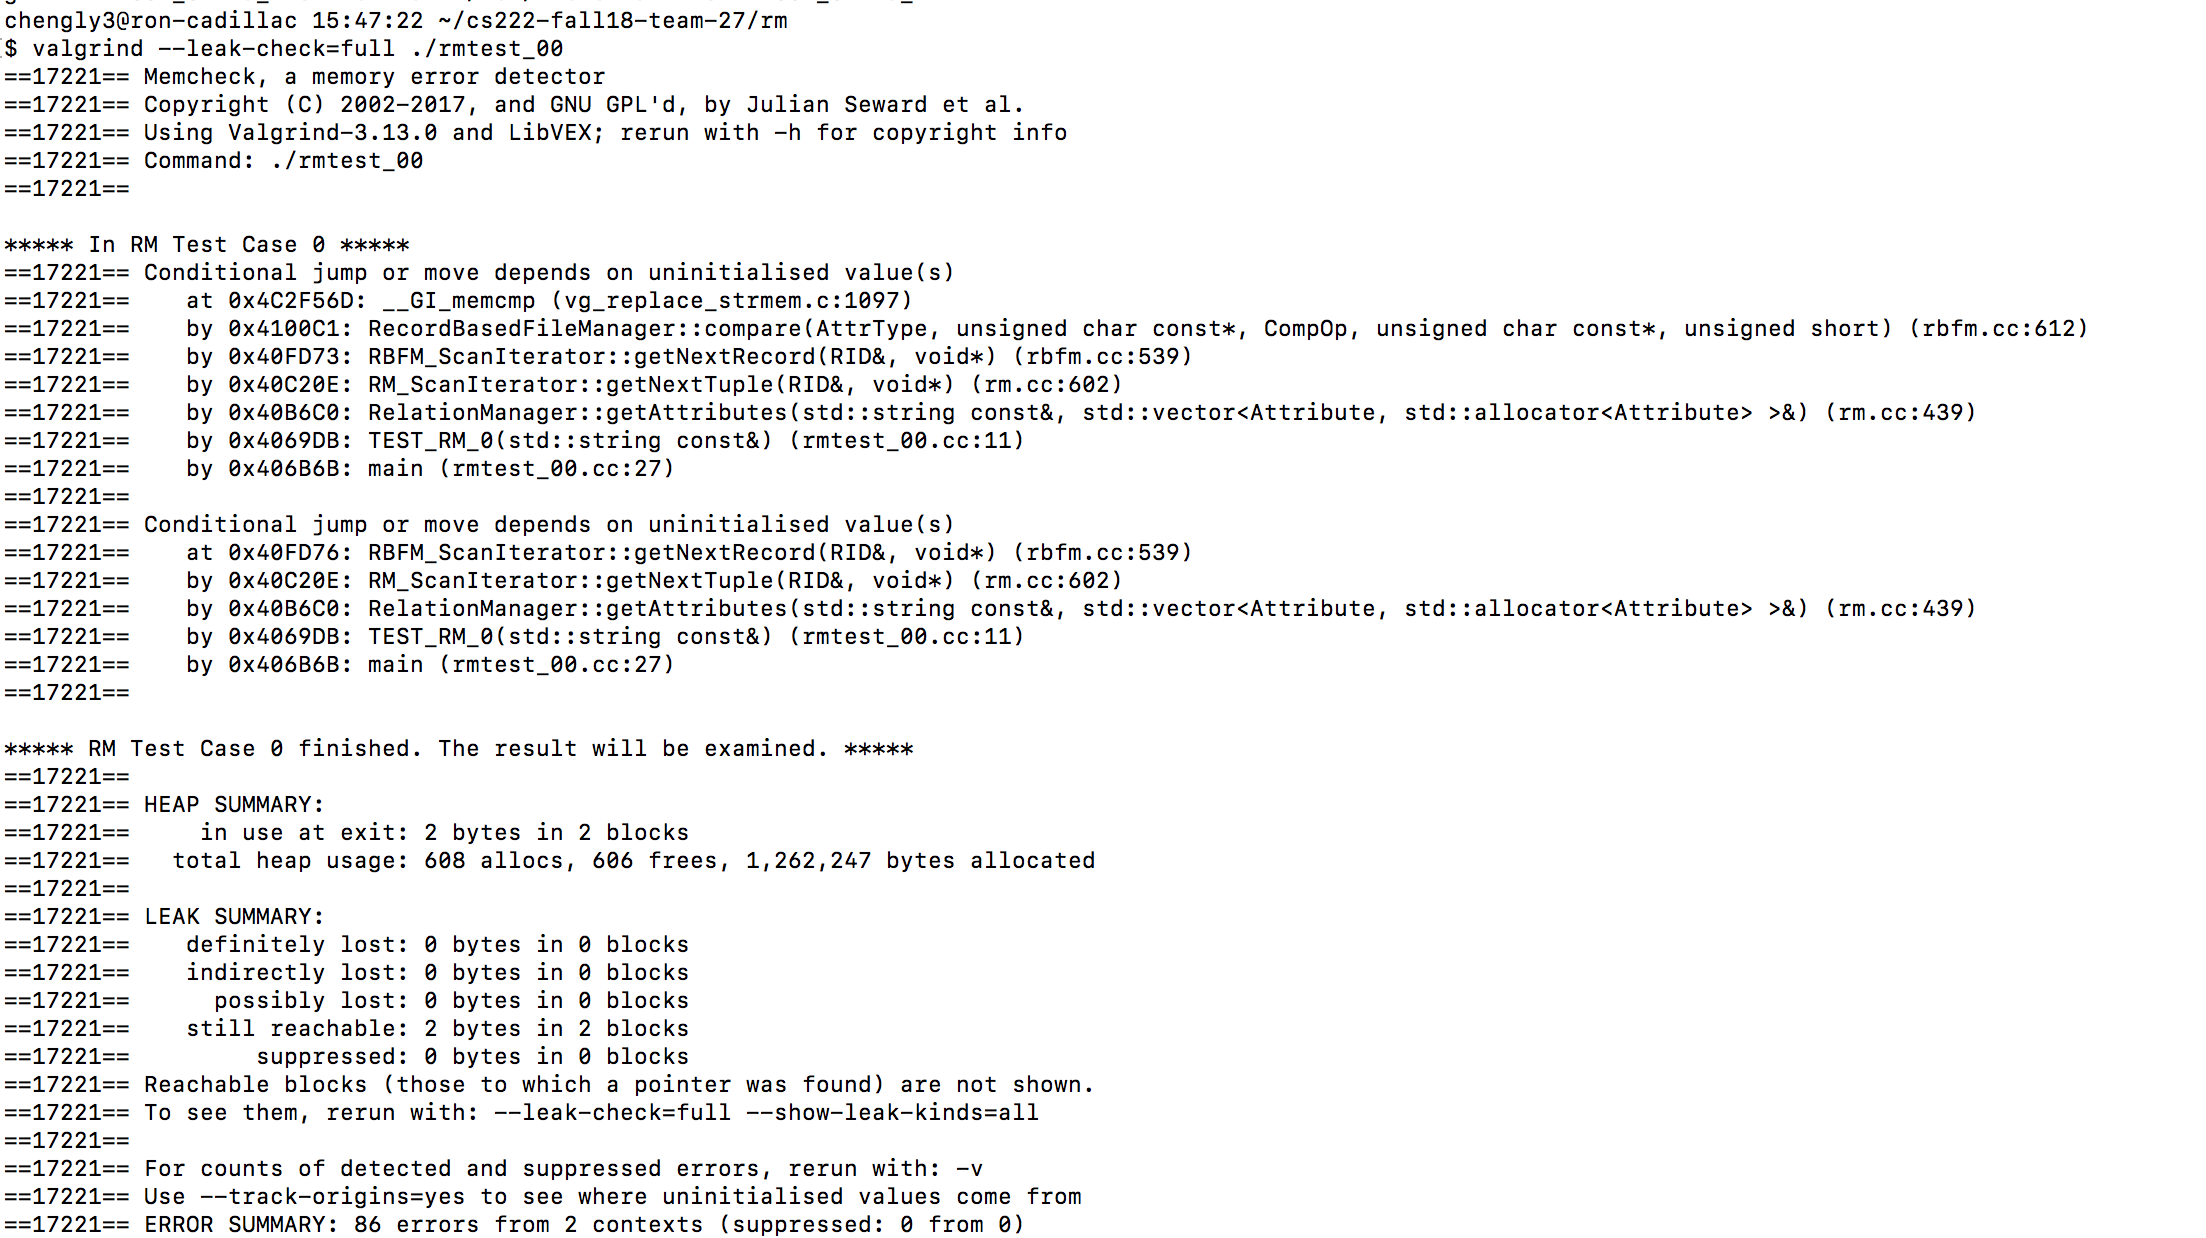 chengly3@ron-cadillac 15:47:22 ~/cs222-fall18-team-27/rm
$ valgrind --leak-check=full ./rmtest_00
==17221== Memcheck, a memory error detector
==17221== Copyright (C) 2002-2017, and GNU GPL'd, by Julian Seward et al.
==17221== Using Valgrind-3.13.0 and LibVEX; rerun with -h for copyright info
==17221== Command: ./rmtest_00
==17221==
***** In RM Test Case 0 *****
==17221== Conditional jump or move depends on uninitialised value(s)
==17221==    at 0x4C2F56D: __GI_memcmp (vg_replace_strmem.c:1097)
==17221==    by 0x4100C1: RecordBasedFileManager::compare(AttrType, unsigned char const*, CompOp, unsigned char const*, unsigned short) (rbfm.cc:612)
==17221==    by 0x40FD73: RBFM_ScanIterator::getNextRecord(RID&, void*) (rbfm.cc:539)
==17221==    by 0x40C20E: RM_ScanIterator::getNextTuple(RID&, void*) (rm.cc:602)
==17221==    by 0x40B6C0: RelationManager::getAttributes(std::string const&, std::vector<Attribute, std::allocator<Attribute> >&) (rm.cc:439)
==17221==    by 0x4069DB: TEST_RM_0(std::string const&) (rmtest_00.cc:11)
==17221==    by 0x406B6B: main (rmtest_00.cc:27)
==17221==
==17221== Conditional jump or move depends on uninitialised value(s)
==17221==    at 0x40FD76: RBFM_ScanIterator::getNextRecord(RID&, void*) (rbfm.cc:539)
==17221==    by 0x40C20E: RM_ScanIterator::getNextTuple(RID&, void*) (rm.cc:602)
==17221==    by 0x40B6C0: RelationManager::getAttributes(std::string const&, std::vector<Attribute, std::allocator<Attribute> >&) (rm.cc:439)
==17221==    by 0x4069DB: TEST_RM_0(std::string const&) (rmtest_00.cc:11)
==17221==    by 0x406B6B: main (rmtest_00.cc:27)
==17221==
***** RM Test Case 0 finished. The result will be examined. *****
==17221==
==17221== HEAP SUMMARY:
==17221==     in use at exit: 2 bytes in 2 blocks
==17221==   total heap usage: 608 allocs, 606 frees, 1,262,247 bytes allocated
==17221==
==17221== LEAK SUMMARY:
==17221==    definitely lost: 0 bytes in 0 blocks
==17221==    indirectly lost: 0 bytes in 0 blocks
==17221==      possibly lost: 0 bytes in 0 blocks
==17221==    still reachable: 2 bytes in 2 blocks
==17221==         suppressed: 0 bytes in 0 blocks
==17221== Reachable blocks (those to which a pointer was found) are not shown.
==17221== To see them, rerun with: --leak-check=full --show-leak-kinds=all
==17221==
==17221== For counts of detected and suppressed errors, rerun with: -v
==17221== Use --track-origins=yes to see where uninitialised values come from
==17221== ERROR SUMMARY: 86 errors from 2 contexts (suppressed: 0 from 0)